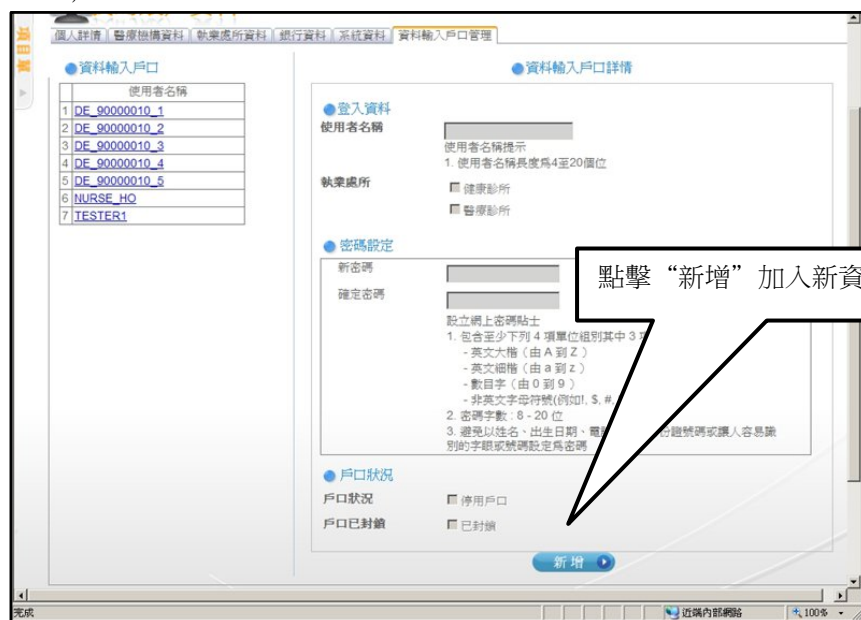 項目
個人詳情
醫療機構資料
執業處所資料
銀行資料
系統資料
資料輸入戶口管理
資料輸入戶口
使用者名稱
1 DE_90000010_1
2 DE_90000010_2
3 DE_90000010_3
4 DE_90000010_4
5 DE_90000010_5
6 NURSE_HO
7 TESTER1
資料輸入戶口詳情
登入資料
使用者名稱
使用者名稱提示
1. 使用者名稱長度為4至20個位
執業處所
健康診所
醫療診所
密碼設定
新密碼
確定密碼
設立網上密碼貼士
1. 包含至少下列 4 項單位組別其中 3
- 英文大楷（由 A 到 Z ）
- 英文細楷（由 a 到 z ）
- 數目字（由 0 到 9 ）
- 非英文字母符號(例如!, $, #,
2. 密碼字數 : 8 - 20 位
3. 避免以姓名、出生日期、電 證號碼或讓人容易識
別的字眼或號碼設定為密碼
點擊“新增”加入新資
戶口狀況
戶口狀況
停用戶口
戶口已封鎖
已封鎖
新增
完成
近端內部網路
100%